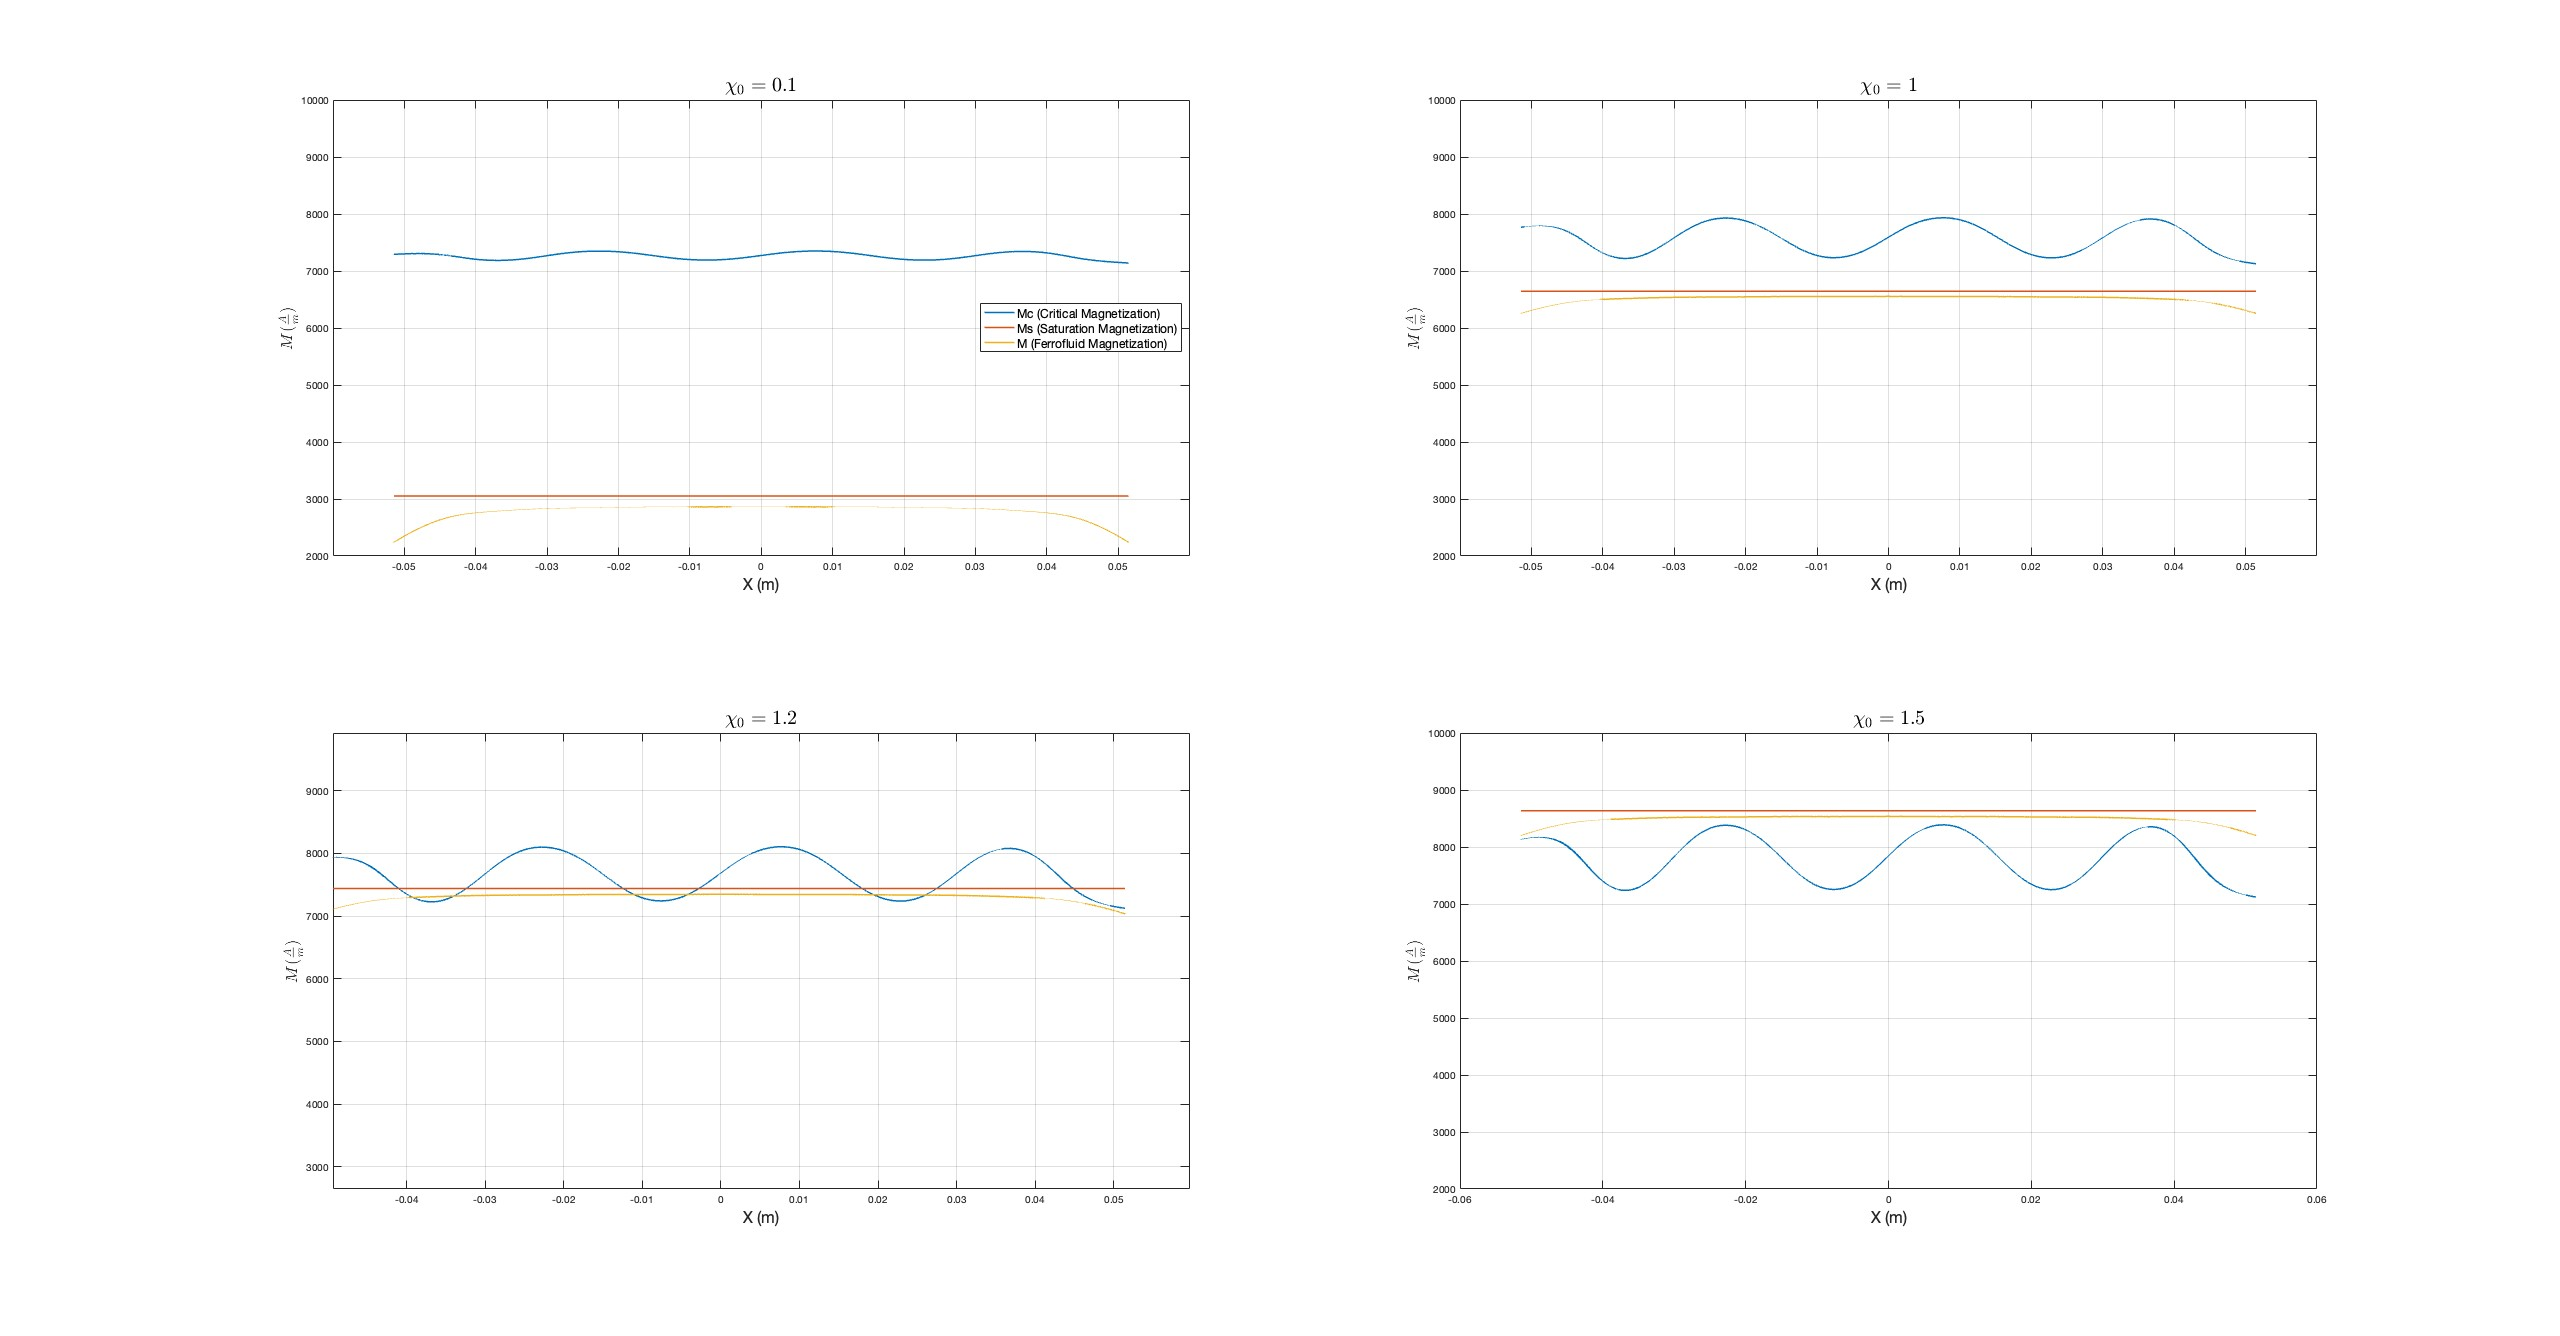 χ₀ = 0.1
10000
9000
8000
7000
6000
5000
4000
3000
2000
M (A/m)
Mc (Critical Magnetization)
Ms (Saturation Magnetization)
M (Ferrofluid Magnetization)
-0.05 -0.04 -0.03 -0.02 -0.01 0 0.01 0.02 0.03 0.04 0.05
X (m)
χ₀ = 1
10000
9000
8000
7000
6000
5000
4000
3000
2000
M (A/m)
-0.05 -0.04 -0.03 -0.02 -0.01 0 0.01 0.02 0.03 0.04 0.05
X (m)
χ₀ = 1.2
9000
8000
7000
6000
5000
4000
3000
M (A/m)
-0.04 -0.03 -0.02 -0.01 0 0.01 0.02 0.03 0.04 0.05
X (m)
χ₀ = 1.5
10000
9000
8000
7000
6000
5000
4000
3000
2000
M (A/m)
-0.06 -0.04 -0.02 0 0.02 0.04 0.06
X (m)